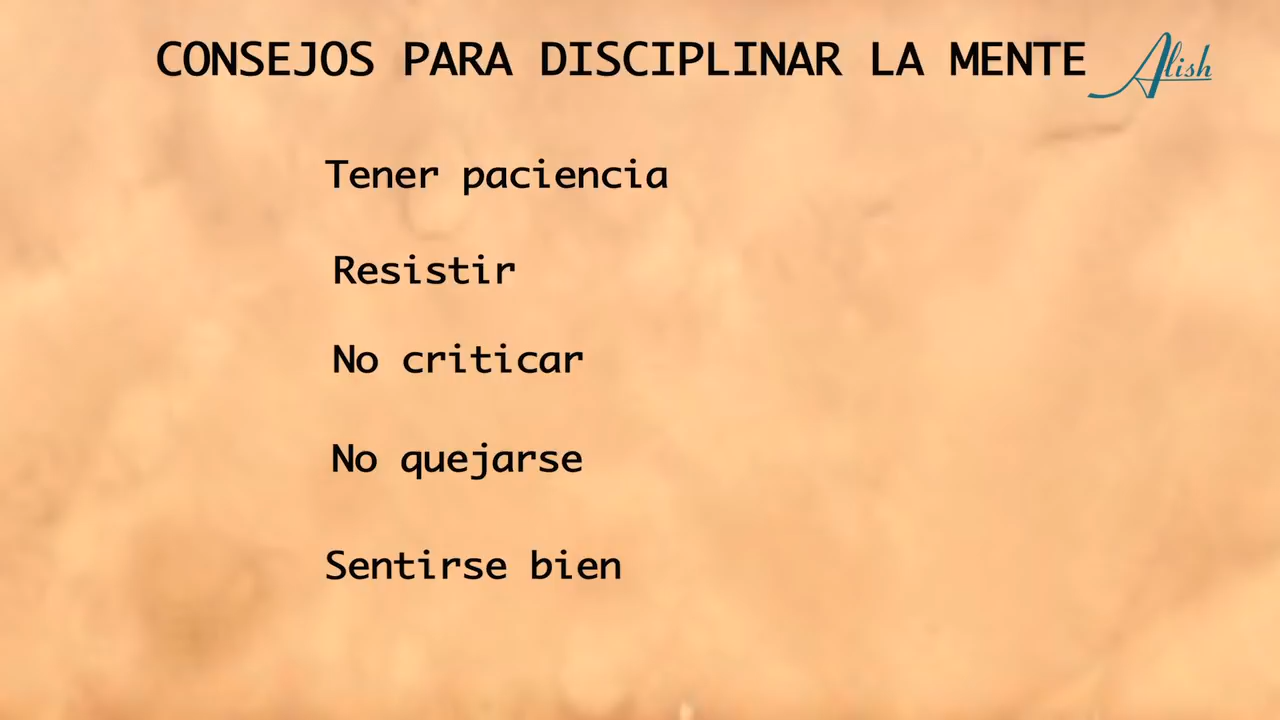 CONSEJOS PARA DISCIPLINAR LA MENTE
Alish
Tener paciencia
Resistir
No criticar
No quejarse
Sentirse bien